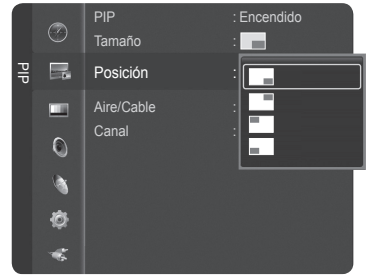 PIP
PIP : Encendido
Tamaño :
Posición :
Aire/Cable :
Canal :